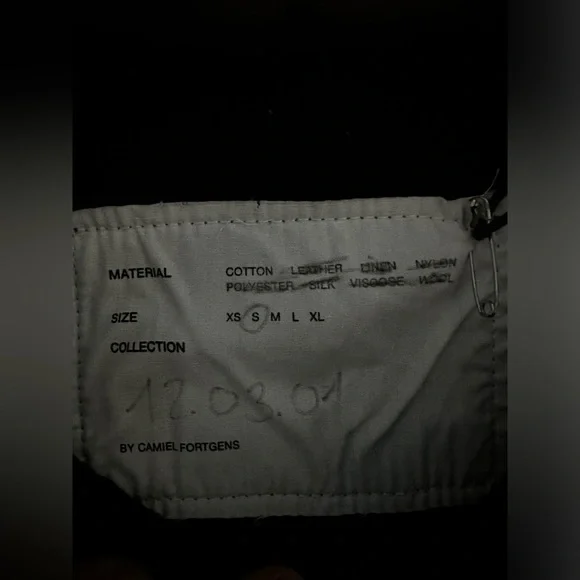 MATERIAL COTTON LEATHER LINEN NYLON
POLYESTER SILK VISCOSE WOOL
SIZE XS S M L XL
COLLECTION
12.03.01
BY CAMIEL FORTGENS